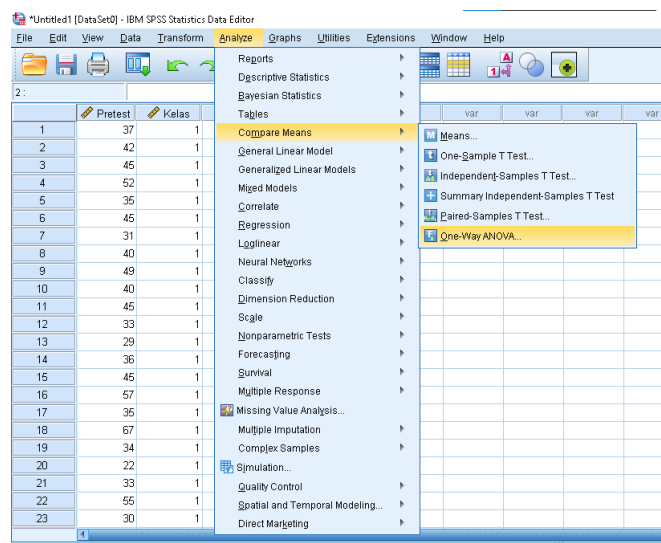 *Untitled1 [DataSet0] - IBM SPSS Statistics Data Editor
File Edit View Data Transform Analyze Graphs Utilities Extensions Window Help
2 :
Pretest Kelas var var var var
1 37 1
2 42 1
3 45 1
4 52 1
5 35 1
6 45 1
7 31 1
8 40 1
9 49 1
10 40 1
11 45 1
12 33 1
13 29 1
14 36 1
15 45 1
16 57 1
17 35 1
18 67 1
19 34 1
20 22 1
21 33 1
22 55 1
23 30 1
Reports
Descriptive Statistics
Bayesian Statistics
Tables
Compare Means
General Linear Model
Generalized Linear Models
Mixed Models
Correlate
Regression
Loglinear
Neural Networks
Classify
Dimension Reduction
Scale
Nonparametric Tests
Forecasting
Survival
Multiple Response
Missing Value Analysis...
Multiple Imputation
Complex Samples
Simulation...
Quality Control
Spatial and Temporal Modeling...
Direct Marketing
Means...
One-Sample T Test...
Independent-Samples T Test...
Summary Independent-Samples T Test
Paired-Samples T Test...
One-Way ANOVA...